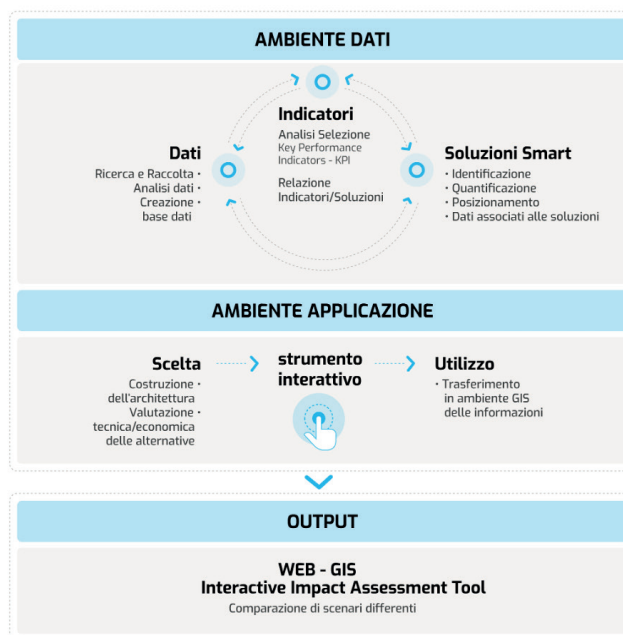 AMBIENTE DATI
Indicatori
Analisi Selezione
Key Performance
Indicators - KPI
Relazione
Indicatori/Soluzioni
Dati
Ricerca e Raccolta •
Analisi dati •
Creazione •
base dati
Soluzioni Smart
• Identificazione
• Quantificazione
• Posizionamento
• Dati associati alle soluzioni
AMBIENTE APPLICAZIONE
Scelta
Costruzione •
dell'architettura
Valutazione •
tecnica/economica
delle alternative
strumento
interattivo
Utilizzo
• Trasferimento
in ambiente GIS
delle informazioni
OUTPUT
WEB - GIS
Interactive Impact Assessment Tool
Comparazione di scenari differenti